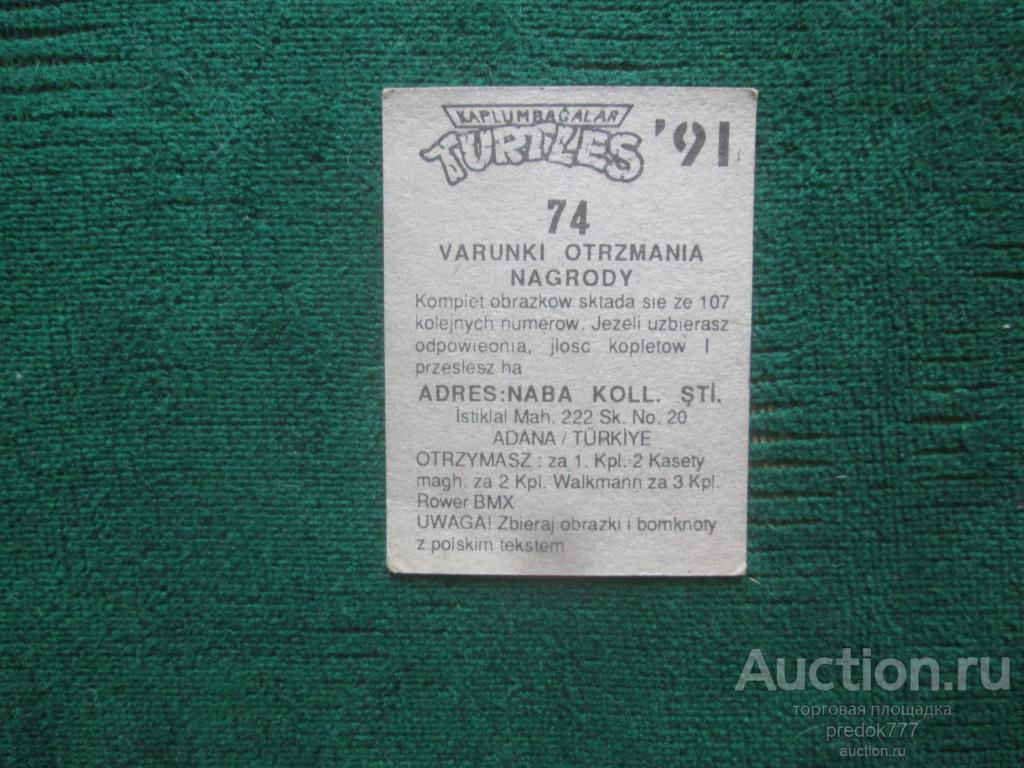 KAPLUMBAĞALAR
TURTLES '91
74
VARUNKI OTRZMANIA
NAGRODY
Komplet obrazkow sktada się ze 107
kolejnych numerow. Jezeli uzbierasz
odpowieonia, jlosc kopletow I
przeslesz ha
ADRES:NABA KOLL. ŞTİ.
İstiklal Mah. 222 Sk. No. 20
ADANA / TÜRKİYE
OTRZYMASZ : za 1. Kpl. 2 Kasety
magh. za 2 Kpl. Walkmann za 3 Kpl.
Rower BMX
UWAGA! Zbieraj obrazki i bomknoty
z polskim tekstem
Auction.ru
торговая площадка
predok777
auction.ru